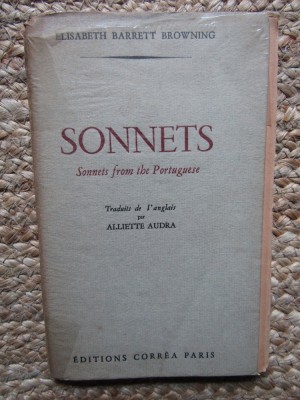 ELISABETH BARRETT BROWNING
SONNETS
Sonnets from the Portuguese
Traduits de l'anglais
par
ALLIETTE AUDRA
ÉDITIONS CORRÊA PARIS